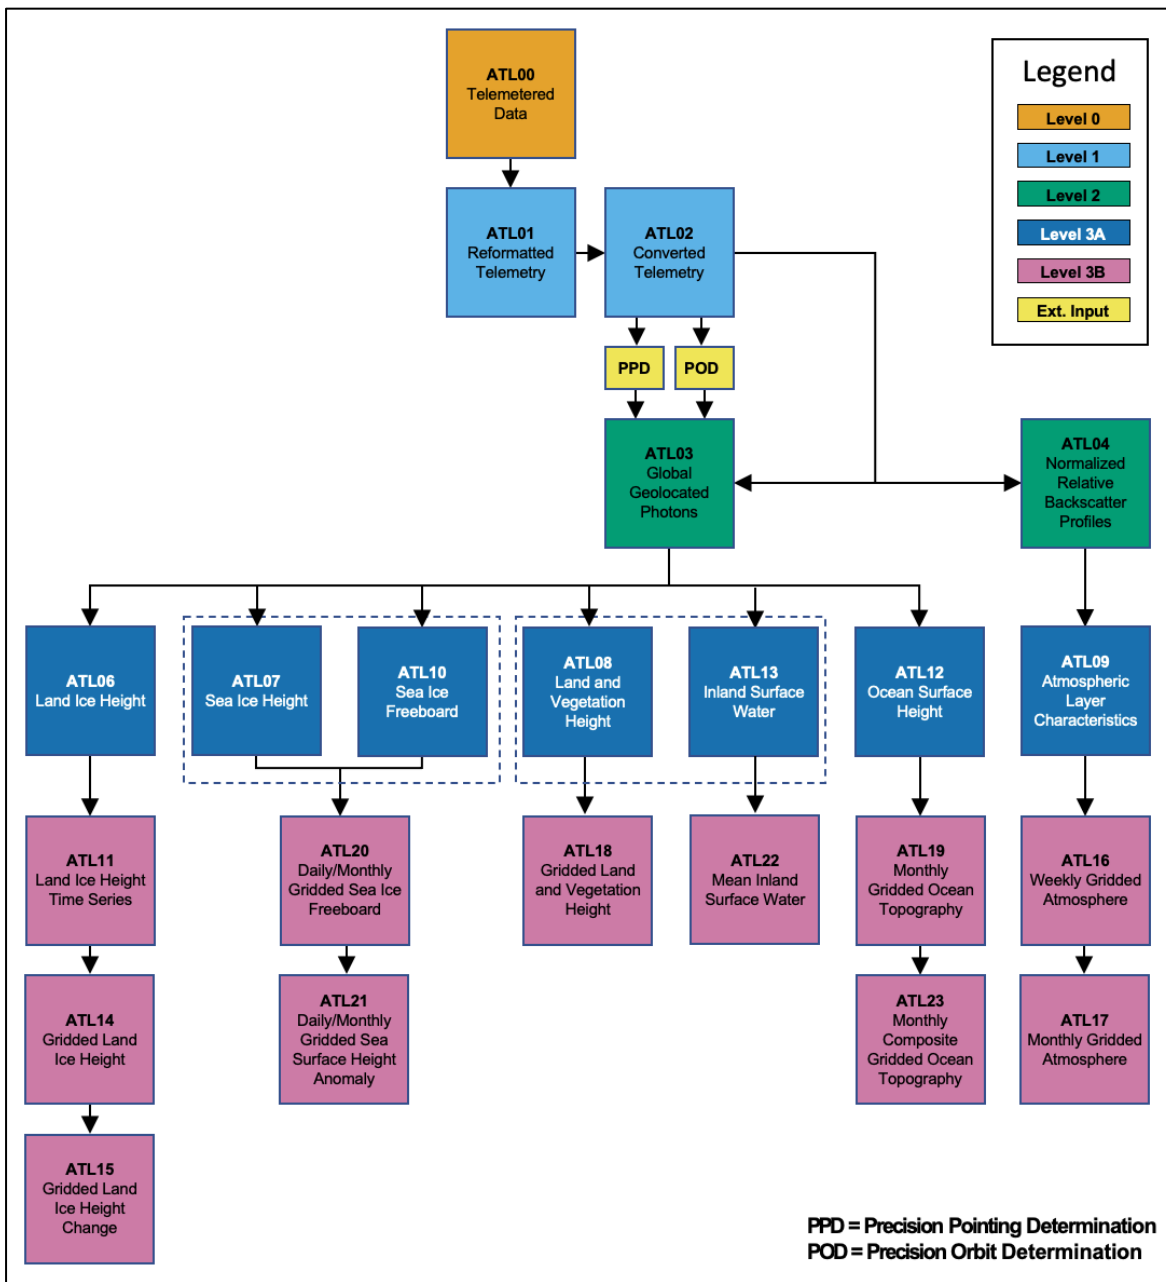 ATL00
Telemetered
Data
Legend
Level 0
Level 1
Level 2
Level 3A
Level 3B
Ext. Input
ATL01
Reformatted
Telemetry
ATL02
Converted
Telemetry
PPD
POD
ATL03
Global
Geolocated
Photons
ATL04
Normalized
Relative
Backscatter
Profiles
ATL06
Land Ice Height
ATL07
Sea Ice Height
ATL10
Sea Ice
Freeboard
ATL08
Land and
Vegetation
Height
ATL13
Inland Surface
Water
ATL12
Ocean Surface
Height
ATL09
Atmospheric
Layer
Characteristics
ATL11
Land Ice Height
Time Series
ATL20
Daily/Monthly
Gridded Sea Ice
Freeboard
ATL18
Gridded Land
and Vegetation
Height
ATL22
Mean Inland
Surface Water
ATL19
Monthly
Gridded Ocean
Topography
ATL16
Weekly Gridded
Atmosphere
ATL14
Gridded Land
Ice Height
ATL21
Daily/Monthly
Gridded Sea
Surface Height
Anomaly
ATL23
Monthly
Composite
Gridded Ocean
Topography
ATL17
Monthly Gridded
Atmosphere
ATL15
Gridded Land
Ice Height
Change
PPD = Precision Pointing Determination
POD = Precision Orbit Determination